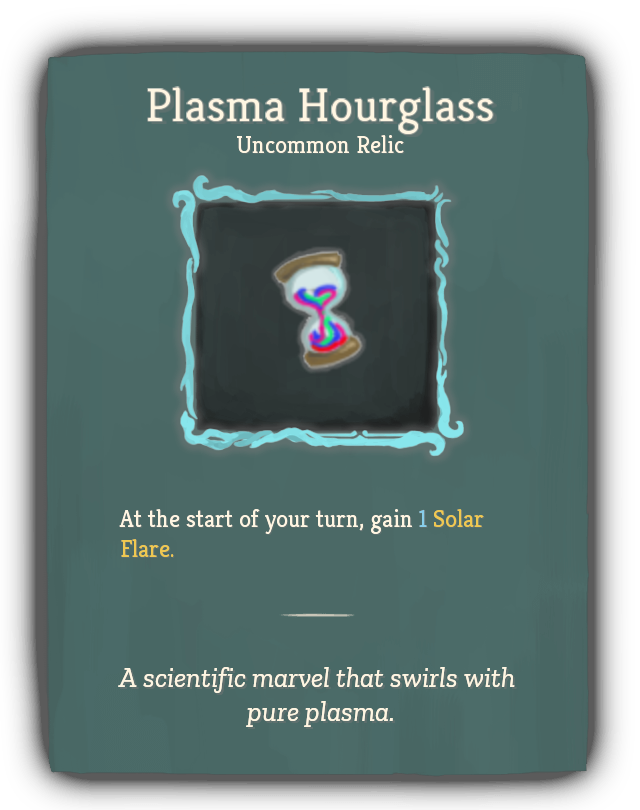 Plasma Hourglass
Uncommon Relic
At the start of your turn, gain 1 Solar
Flare.
A scientific marvel that swirls with
pure plasma.